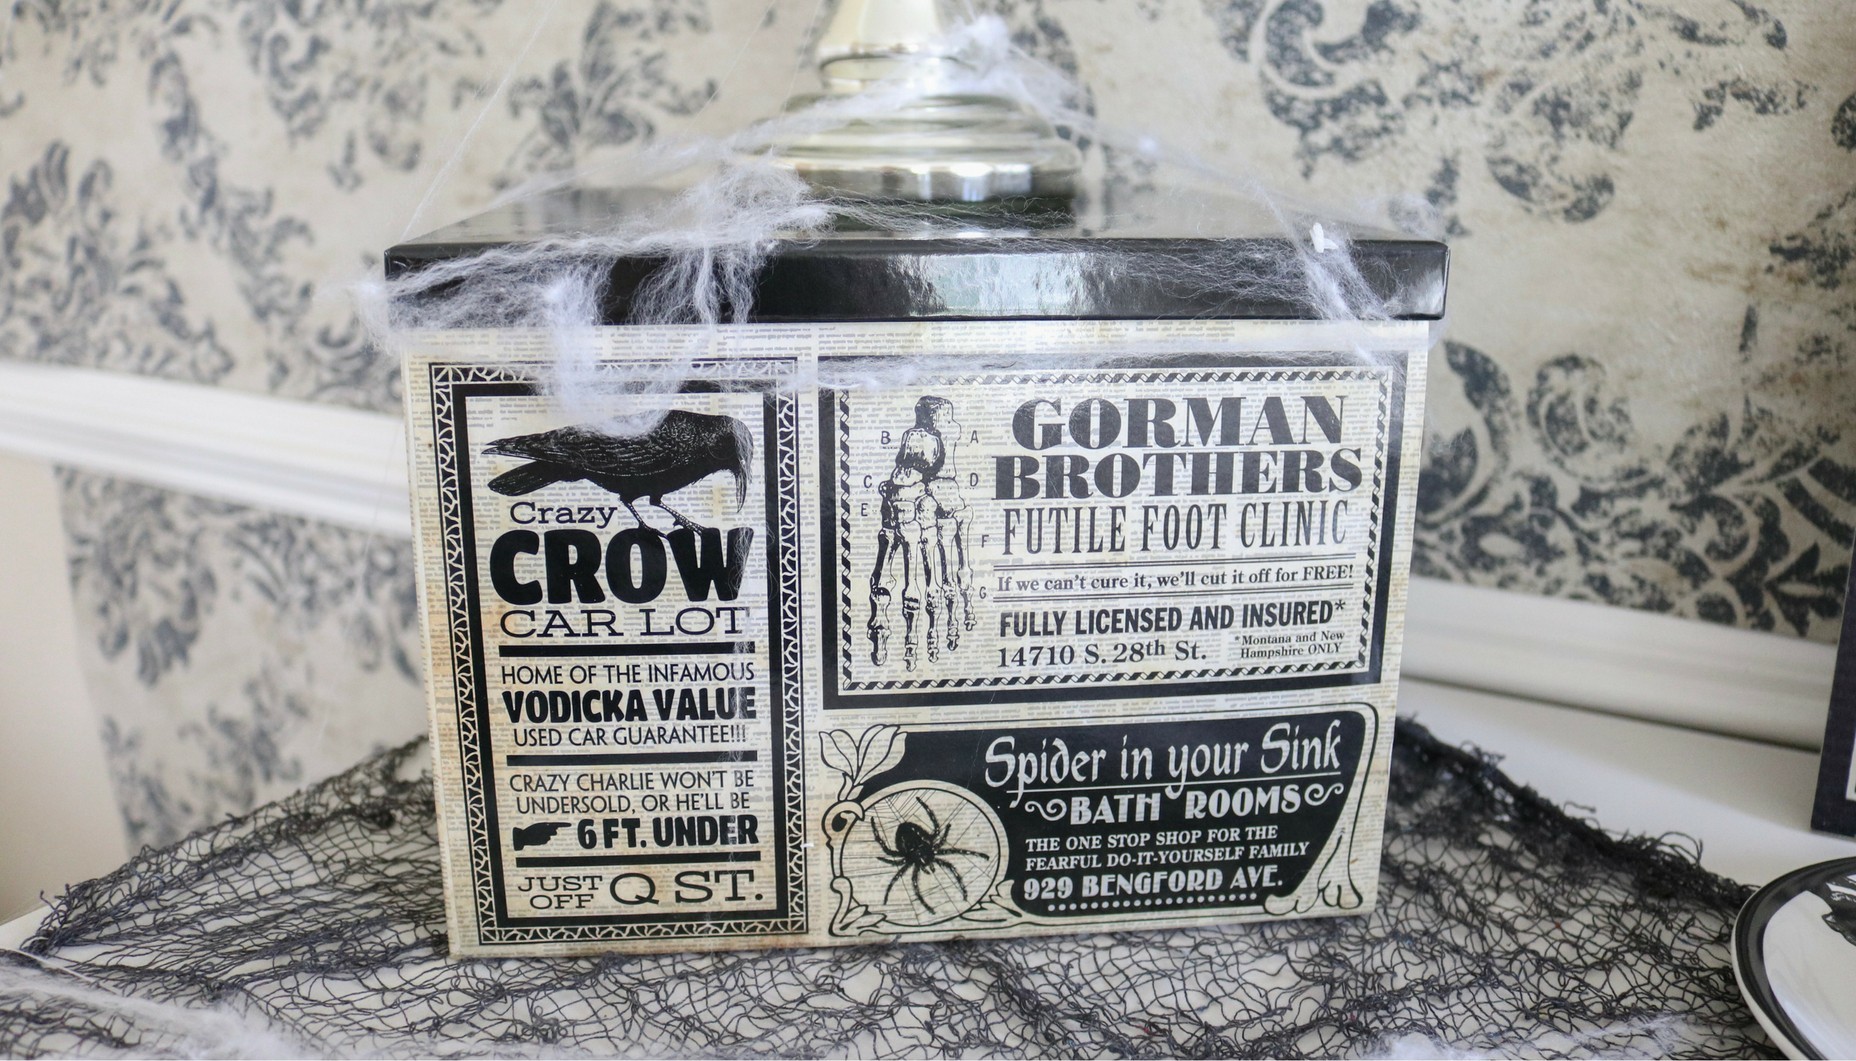 Crazy
CROW
CAR LOT
HOME OF THE INFAMOUS
VODICKA VALUE
USED CAR GUARANTEE!!!
CRAZY CHARLIE WON'T BE
UNDERSOLD, OR HE'LL BE
6 FT. UNDER
JUST OFF Q ST.
B A
C D
E
F
G
GORMAN
BROTHERS
FUTILE FOOT CLINIC
If we can't cure it, we'll cut it off for FREE!
FULLY LICENSED AND INSURED*
14710 S. 28th St.
*Montana and New
Hampshire ONLY
Spider in your Sink
BATH ROOMS
THE ONE STOP SHOP FOR THE
FEARFUL DO-IT-YOURSELF FAMILY
929 BENGFORD AVE.